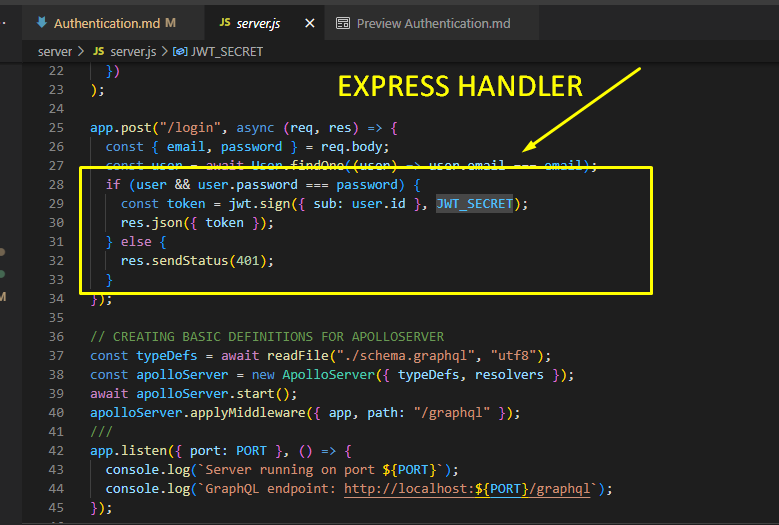 Authentication.md M
JS server.js ×
Preview Authentication.md
server > JS server.js > JWT_SECRET
EXPRESS HANDLER
22 })
23 );
24
25 app.post("/login", async (req, res) => {
26 const { email, password } = req.body;
27 const user = await User.findOne((user) => user.email === email);
28 if (user && user.password === password) {
29 const token = jwt.sign({ sub: user.id }, JWT_SECRET);
30 res.json({ token });
31 } else {
32 res.sendStatus(401);
33 }
34 });
35
36 // CREATING BASIC DEFINITIONS FOR APOLLOSERVER
37 const typeDefs = await readFile("./schema.graphql", "utf8");
38 const apolloServer = new ApolloServer({ typeDefs, resolvers });
39 await apolloServer.start();
40 apolloServer.applyMiddleware({ app, path: "/graphql" });
41 ///
42 app.listen({ port: PORT }, () => {
43 console.log(`Server running on port ${PORT}`);
44 console.log(`GraphQL endpoint: http://localhost:${PORT}/graphql`);
45 });
M